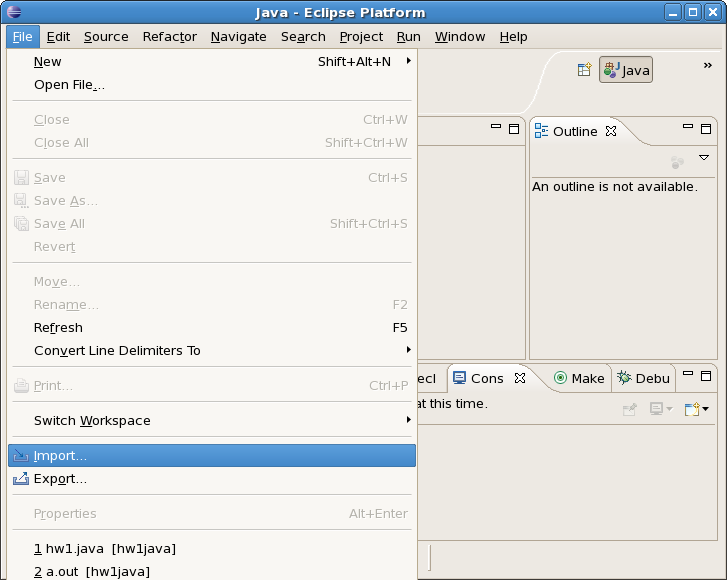 Java - Eclipse Platform
File Edit Source Refactor Navigate Search Project Run Window Help
New Shift+Alt+N
Open File...
Java »
Close Ctrl+W
Close All Shift+Ctrl+W
Outline
Save Ctrl+S
An outline is not available.
Save As...
Save All Shift+Ctrl+S
Revert
Move...
Rename... F2
Refresh F5
Convert Line Delimiters To
Print... Ctrl+P
ecl Cons Make Debu
at this time.
Switch Workspace
Import...
Export...
Properties Alt+Enter
1 hw1.java [hw1java]
2 a.out [hw1java]